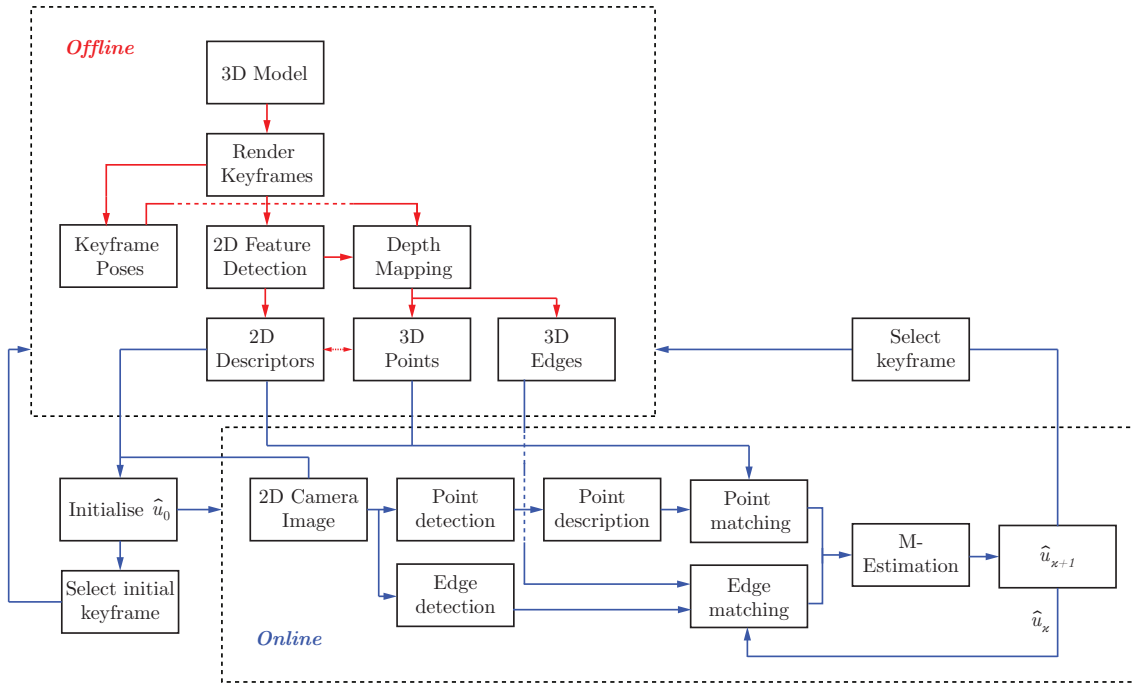 Offline
3D Model
Render
Keyframes
Keyframe
Poses
2D Feature
Detection
Depth
Mapping
2D
Descriptors
3D
Points
3D
Edges
Select
keyframe
Initialise û₀
2D Camera
Image
Point
detection
Point
description
Point
matching
M-
Estimation
û_ϰ+1
Select initial
keyframe
Edge
detection
Edge
matching
û_ϰ
Online